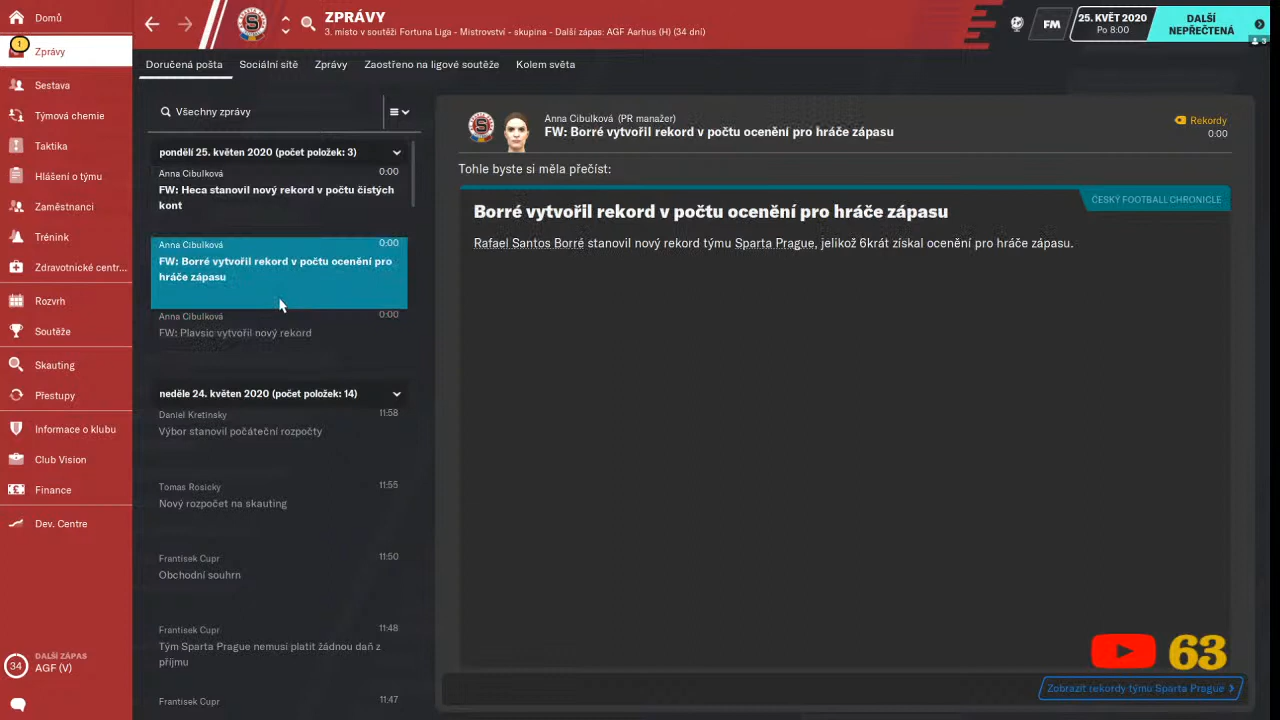 Domů
1
Zprávy
Sestava
Týmová chemie
Taktika
Hlášení o týmu
Zaměstnanci
Trénink
Zdravotnické centr...
Rozvrh
Soutěže
Skauting
Přestupy
Informace o klubu
Club Vision
Finance
Dev. Centre
34
DALŠÍ ZÁPAS
AGF (V)
ZPRÁVY
3. místo v soutěži Fortuna Liga - Mistrovství - skupina - Další zápas: AGF Aarhus (H) (34 dní)
FM
25. KVĚT 2020
Po 8:00
DALŠÍ
NEPŘEČTENÁ
3
Doručená pošta
Sociální sítě
Zprávy
Zaostřeno na ligové soutěže
Kolem světa
Všechny zprávy
pondělí 25. květen 2020 (počet položek: 3)
Anna Cibulková 0:00
FW: Heca stanovil nový rekord v počtu čistých
kont
Anna Cibulková 0:00
FW: Borré vytvořil rekord v počtu ocenění pro
hráče zápasu
Anna Cibulková 0:00
FW: Plavsic vytvořil nový rekord
neděle 24. květen 2020 (počet položek: 14)
Daniel Kretinsky 11:58
Výbor stanovil počáteční rozpočty
Tomas Rosicky 11:55
Nový rozpočet na skauting
Frantisek Cupr 11:50
Obchodní souhrn
Frantisek Cupr 11:48
Tým Sparta Prague nemusí platit žádnou daň z
příjmu
Frantisek Cupr 11:47
Anna Cibulková (PR manažer)
FW: Borré vytvořil rekord v počtu ocenění pro hráče zápasu
Rekordy
0:00
Tohle byste si měla přečíst:
ČESKÝ FOOTBALL CHRONICLE
Borré vytvořil rekord v počtu ocenění pro hráče zápasu
Rafael Santos Borré stanovil nový rekord týmu Sparta Prague, jelikož 6krát získal ocenění pro hráče zápasu.
63
Zobrazit rekordy týmu Sparta Prague